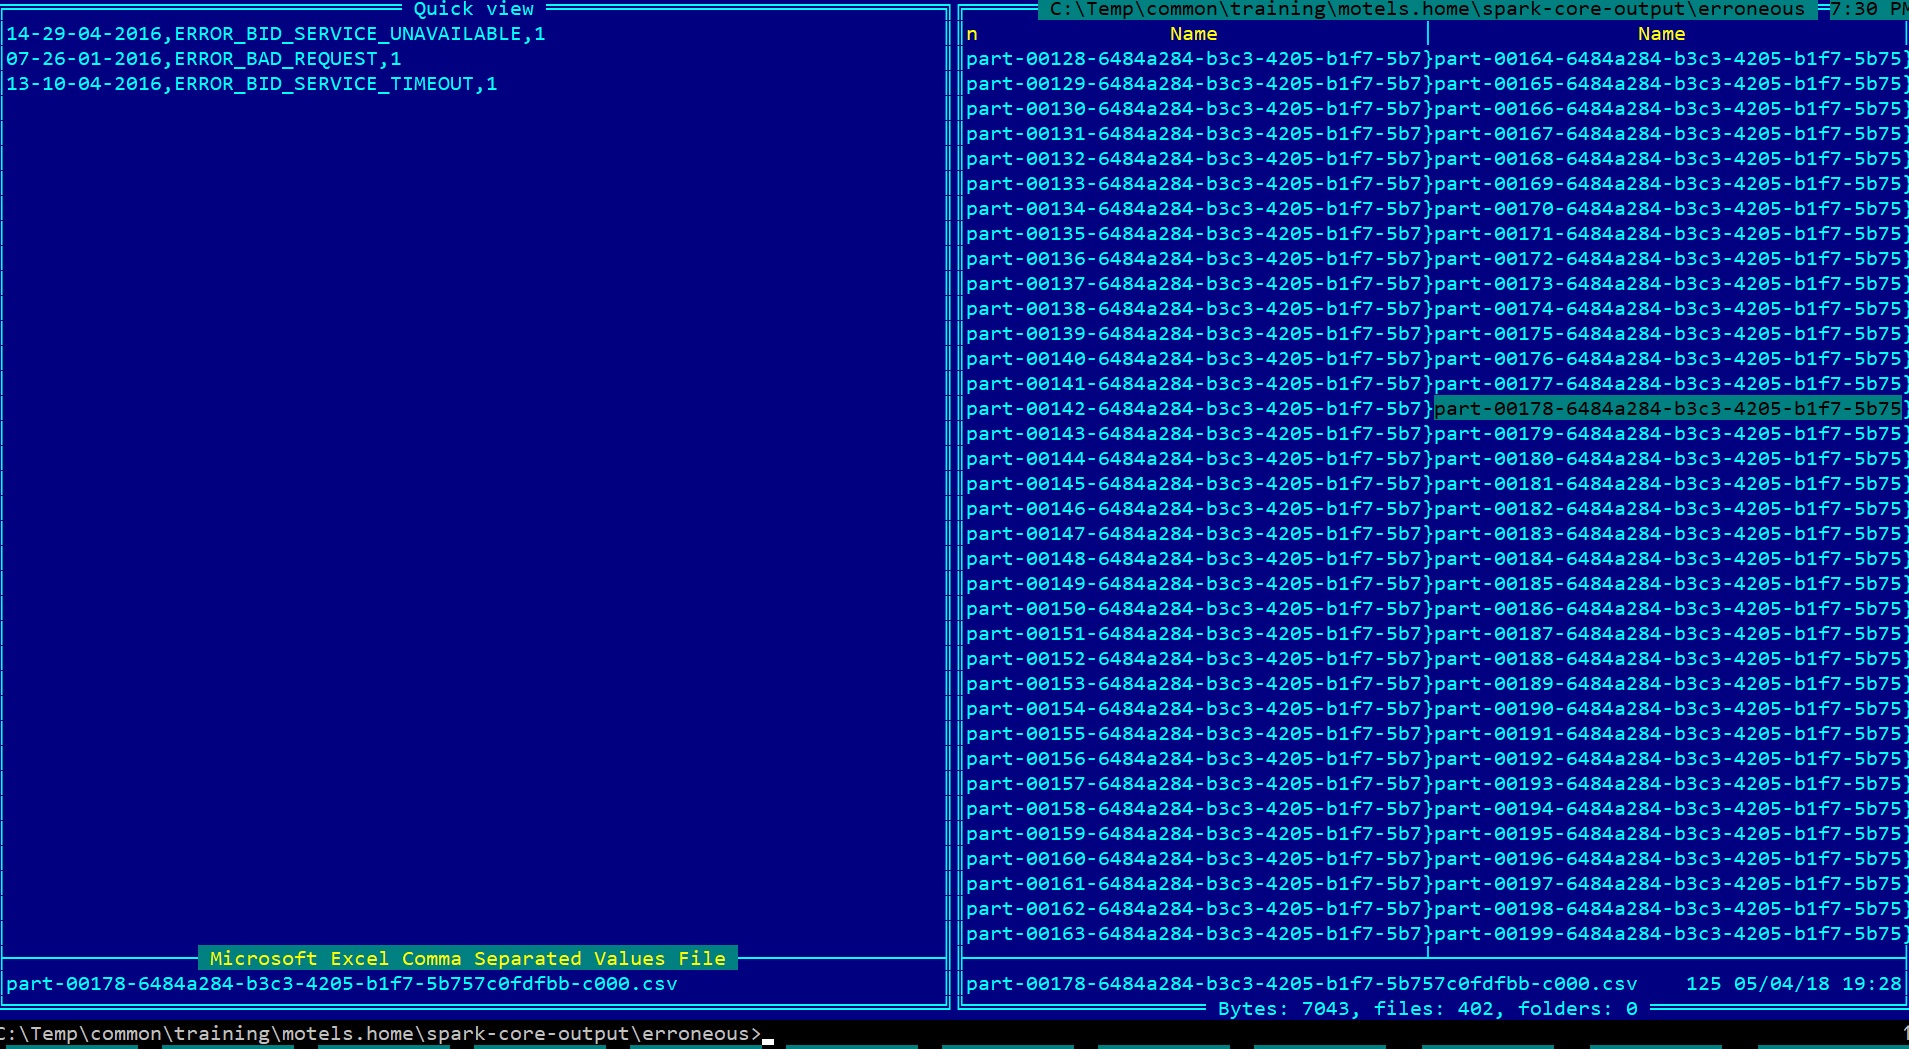 Quick view
14-29-04-2016,ERROR_BID_SERVICE_UNAVAILABLE,1
07-26-01-2016,ERROR_BAD_REQUEST,1
13-10-04-2016,ERROR_BID_SERVICE_TIMEOUT,1
Microsoft Excel Comma Separated Values File
part-00178-6484a284-b3c3-4205-b1f7-5b757c0fdfbb-c000.csv
C:\Temp\common\training\motels.home\spark-core-output\erroneous 7:30 PM
n Name Name
part-00128-6484a284-b3c3-4205-b1f7-5b7}part-00164-6484a284-b3c3-4205-b1f7-5b75}
part-00129-6484a284-b3c3-4205-b1f7-5b7}part-00165-6484a284-b3c3-4205-b1f7-5b75}
part-00130-6484a284-b3c3-4205-b1f7-5b7}part-00166-6484a284-b3c3-4205-b1f7-5b75}
part-00131-6484a284-b3c3-4205-b1f7-5b7}part-00167-6484a284-b3c3-4205-b1f7-5b75}
part-00132-6484a284-b3c3-4205-b1f7-5b7}part-00168-6484a284-b3c3-4205-b1f7-5b75}
part-00133-6484a284-b3c3-4205-b1f7-5b7}part-00169-6484a284-b3c3-4205-b1f7-5b75}
part-00134-6484a284-b3c3-4205-b1f7-5b7}part-00170-6484a284-b3c3-4205-b1f7-5b75}
part-00135-6484a284-b3c3-4205-b1f7-5b7}part-00171-6484a284-b3c3-4205-b1f7-5b75}
part-00136-6484a284-b3c3-4205-b1f7-5b7}part-00172-6484a284-b3c3-4205-b1f7-5b75}
part-00137-6484a284-b3c3-4205-b1f7-5b7}part-00173-6484a284-b3c3-4205-b1f7-5b75}
part-00138-6484a284-b3c3-4205-b1f7-5b7}part-00174-6484a284-b3c3-4205-b1f7-5b75}
part-00139-6484a284-b3c3-4205-b1f7-5b7}part-00175-6484a284-b3c3-4205-b1f7-5b75}
part-00140-6484a284-b3c3-4205-b1f7-5b7}part-00176-6484a284-b3c3-4205-b1f7-5b75}
part-00141-6484a284-b3c3-4205-b1f7-5b7}part-00177-6484a284-b3c3-4205-b1f7-5b75}
part-00142-6484a284-b3c3-4205-b1f7-5b7}part-00178-6484a284-b3c3-4205-b1f7-5b75}
part-00143-6484a284-b3c3-4205-b1f7-5b7}part-00179-6484a284-b3c3-4205-b1f7-5b75}
part-00144-6484a284-b3c3-4205-b1f7-5b7}part-00180-6484a284-b3c3-4205-b1f7-5b75}
part-00145-6484a284-b3c3-4205-b1f7-5b7}part-00181-6484a284-b3c3-4205-b1f7-5b75}
part-00146-6484a284-b3c3-4205-b1f7-5b7}part-00182-6484a284-b3c3-4205-b1f7-5b75}
part-00147-6484a284-b3c3-4205-b1f7-5b7}part-00183-6484a284-b3c3-4205-b1f7-5b75}
part-00148-6484a284-b3c3-4205-b1f7-5b7}part-00184-6484a284-b3c3-4205-b1f7-5b75}
part-00149-6484a284-b3c3-4205-b1f7-5b7}part-00185-6484a284-b3c3-4205-b1f7-5b75}
part-00150-6484a284-b3c3-4205-b1f7-5b7}part-00186-6484a284-b3c3-4205-b1f7-5b75}
part-00151-6484a284-b3c3-4205-b1f7-5b7}part-00187-6484a284-b3c3-4205-b1f7-5b75}
part-00152-6484a284-b3c3-4205-b1f7-5b7}part-00188-6484a284-b3c3-4205-b1f7-5b75}
part-00153-6484a284-b3c3-4205-b1f7-5b7}part-00189-6484a284-b3c3-4205-b1f7-5b75}
part-00154-6484a284-b3c3-4205-b1f7-5b7}part-00190-6484a284-b3c3-4205-b1f7-5b75}
part-00155-6484a284-b3c3-4205-b1f7-5b7}part-00191-6484a284-b3c3-4205-b1f7-5b75}
part-00156-6484a284-b3c3-4205-b1f7-5b7}part-00192-6484a284-b3c3-4205-b1f7-5b75}
part-00157-6484a284-b3c3-4205-b1f7-5b7}part-00193-6484a284-b3c3-4205-b1f7-5b75}
part-00158-6484a284-b3c3-4205-b1f7-5b7}part-00194-6484a284-b3c3-4205-b1f7-5b75}
part-00159-6484a284-b3c3-4205-b1f7-5b7}part-00195-6484a284-b3c3-4205-b1f7-5b75}
part-00160-6484a284-b3c3-4205-b1f7-5b7}part-00196-6484a284-b3c3-4205-b1f7-5b75}
part-00161-6484a284-b3c3-4205-b1f7-5b7}part-00197-6484a284-b3c3-4205-b1f7-5b75}
part-00162-6484a284-b3c3-4205-b1f7-5b7}part-00198-6484a284-b3c3-4205-b1f7-5b75}
part-00163-6484a284-b3c3-4205-b1f7-5b7}part-00199-6484a284-b3c3-4205-b1f7-5b75}
part-00178-6484a284-b3c3-4205-b1f7-5b757c0fdfbb-c000.csv 125 05/04/18 19:28
Bytes: 7043, files: 402, folders: 0
C:\Temp\common\training\motels.home\spark-core-output\erroneous>